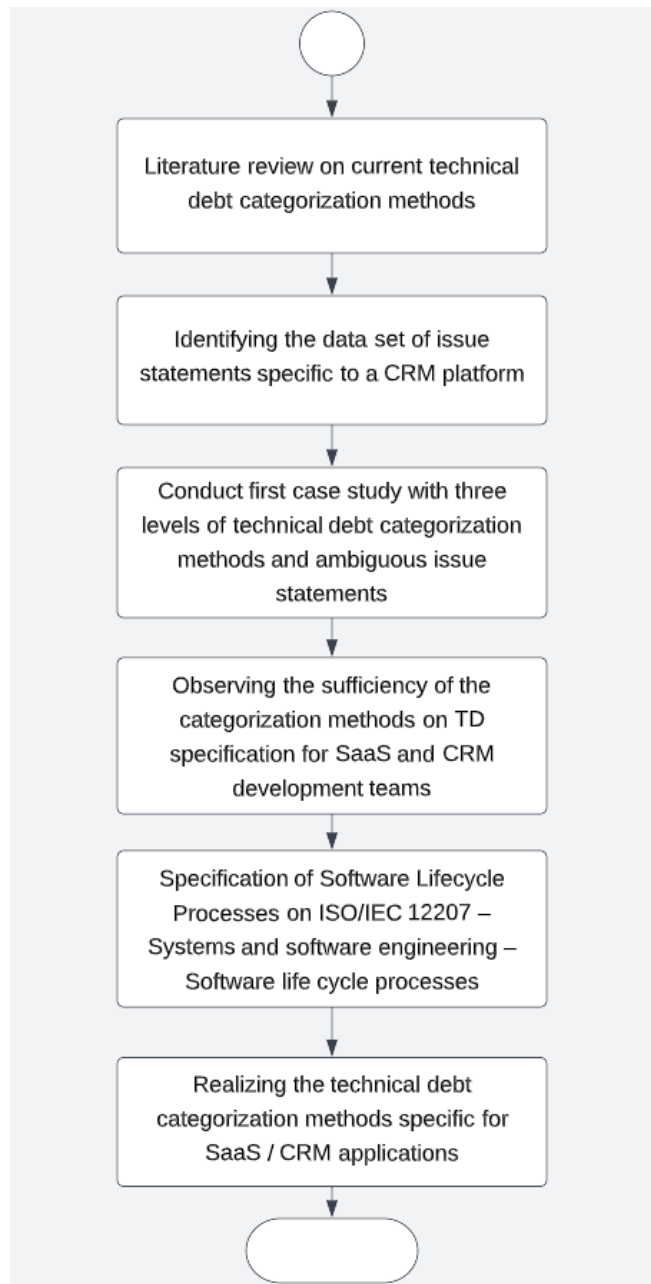 Literature review on current technical
debt categorization methods
Identifying the data set of issue
statements specific to a CRM platform
Conduct first case study with three
levels of technical debt categorization
methods and ambiguous issue
statements
Observing the sufficiency of the
categorization methods on TD
specification for SaaS and CRM
development teams
Specification of Software Lifecycle
Processes on ISO/IEC 12207 –
Systems and software engineering –
Software life cycle processes
Realizing the technical debt
categorization methods specific for
SaaS / CRM applications